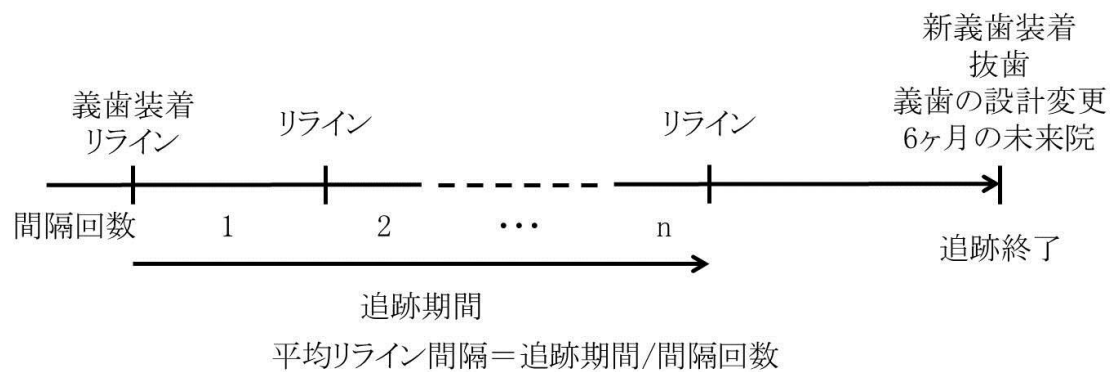 新義歯装着
抜歯
義歯の設計変更
6ヶ月の未来院
義歯装着
リライン
リライン
リライン
間隔回数
1
2
…
n
追跡終了
追跡期間
平均リライン間隔＝追跡期間/間隔回数